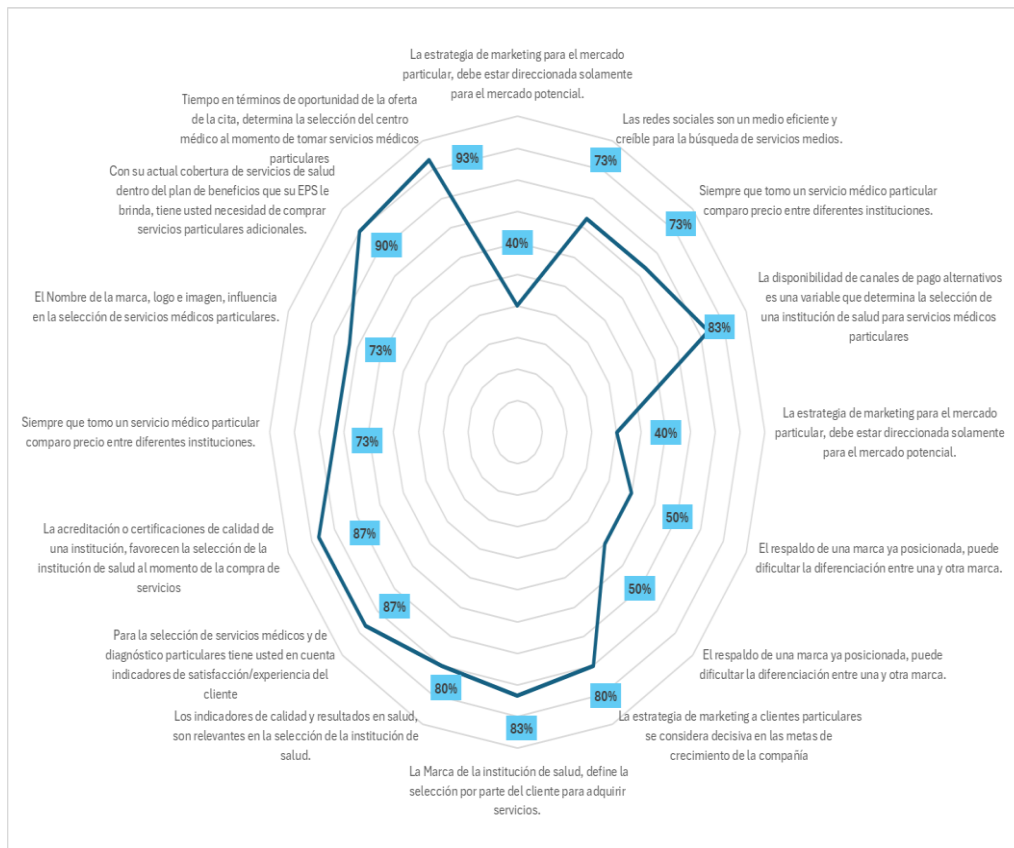 La estrategia de marketing para el mercado
particular, debe estar direccionada solamente
para el mercado potencial.
40%
Las redes sociales son un medio eficiente y
creíble para la búsqueda de servicios medios.
73%
Siempre que tomo un servicio médico particular
comparo precio entre diferentes instituciones.
73%
La disponibilidad de canales de pago alternativos
es una variable que determina la selección de
una institución de salud para servicios médicos
particulares
83%
La estrategia de marketing para el mercado
particular, debe estar direccionada solamente
para el mercado potencial.
40%
El respaldo de una marca ya posicionada, puede
dificultar la diferenciación entre una y otra marca.
50%
El respaldo de una marca ya posicionada, puede
dificultar la diferenciación entre una y otra marca.
50%
La estrategia de marketing a clientes particulares
se considera decisiva en las metas de
crecimiento de la compañía
80%
La Marca de la institución de salud, define la
selección por parte del cliente para adquirir
servicios.
83%
Los indicadores de calidad y resultados en salud,
son relevantes en la selección de la institución de
salud.
80%
Para la selección de servicios médicos y de
diagnóstico particulares tiene usted en cuenta
indicadores de satisfacción/experiencia del
cliente
87%
La acreditación o certificaciones de calidad de
una institución, favorecen la selección de la
institución de salud al momento de la compra de
servicios
87%
Siempre que tomo un servicio médico particular
comparo precio entre diferentes instituciones.
73%
El Nombre de la marca, logo e imagen, influencia
en la selección de servicios médicos particulares.
73%
Con su actual cobertura de servicios de salud
dentro del plan de beneficios que su EPS le
brinda, tiene usted necesidad de comprar
servicios particulares adicionales.
90%
Tiempo en términos de oportunidad de la oferta
de la cita, determina la selección del centro
médico al momento de tomar servicios médicos
particulares
93%